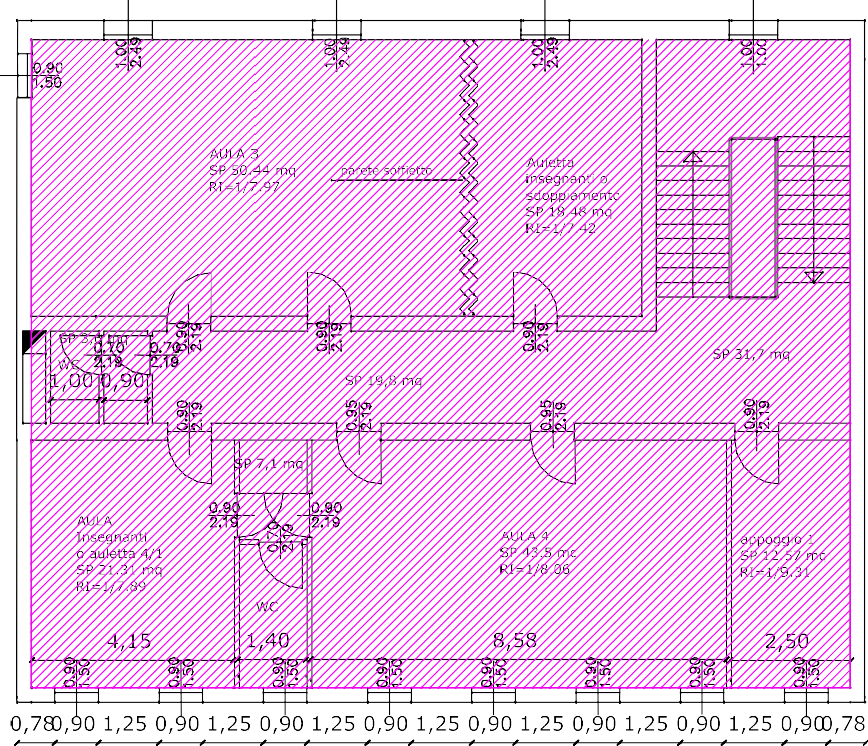 1.00
2.49
1.00
2.49
1.00
2.49
1.00
1.00
0.90
1.50
AULA 3
SP 50.44 mq
RI=1/7.97
parete soffietto
Auletta
insegnanti o
sdoppiamento
SP 18.48 mq
RI=1/7.42
0.90
2.19
0.90
2.19
0.90
2.19
0.70
2.19
0.70
2.19
WC
1,00
0,90
SP 19,8 mq
SP 31,7 mq
0.90
2.19
0.95
2.19
0.95
2.19
0.90
2.19
SP 7,1 mq
0.90
2.19
0.70
2.19
0.90
2.19
AULA
Insegnanti
o auletta 4/1
SP 21.31 mq
RI=1/7.89
WC
AULA 4
SP 43.5 mq
RI=1/8.06
appoggio 1
SP 12.57 mq
RI=1/9.31
4,15
1,40
8,58
2,50
0.90
1.50
0.90
1.50
0.90
1.50
0.90
1.50
0.90
1.50
0.90
1.50
0.90
1.50
0.90
1.50
0,78 0,90 1,25 0,90 1,25 0,90 1,25 0,90 1,25 0,90 1,25 0,90 1,25 0,90 1,25 0,90 0,78